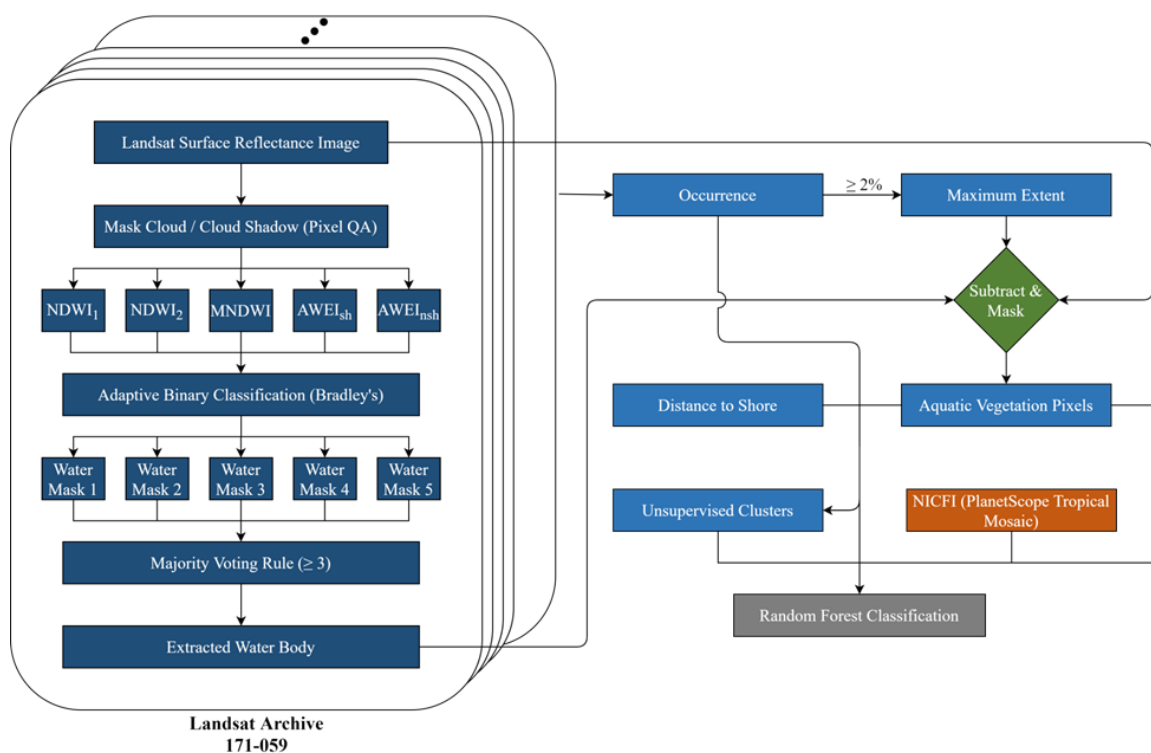 Landsat Surface Reflectance Image
Mask Cloud / Cloud Shadow (Pixel QA)
NDWI1
NDWI2
MNDWI
AWEIsh
AWEInsh
Adaptive Binary Classification (Bradley's)
Water
Mask 1
Water
Mask 2
Water
Mask 3
Water
Mask 4
Water
Mask 5
Majority Voting Rule (≥ 3)
Extracted Water Body
Landsat Archive
171-059
Occurrence
≥ 2%
Maximum Extent
Subtract &
Mask
Distance to Shore
Aquatic Vegetation Pixels
Unsupervised Clusters
NICFI (PlanetScope Tropical
Mosaic)
Random Forest Classification